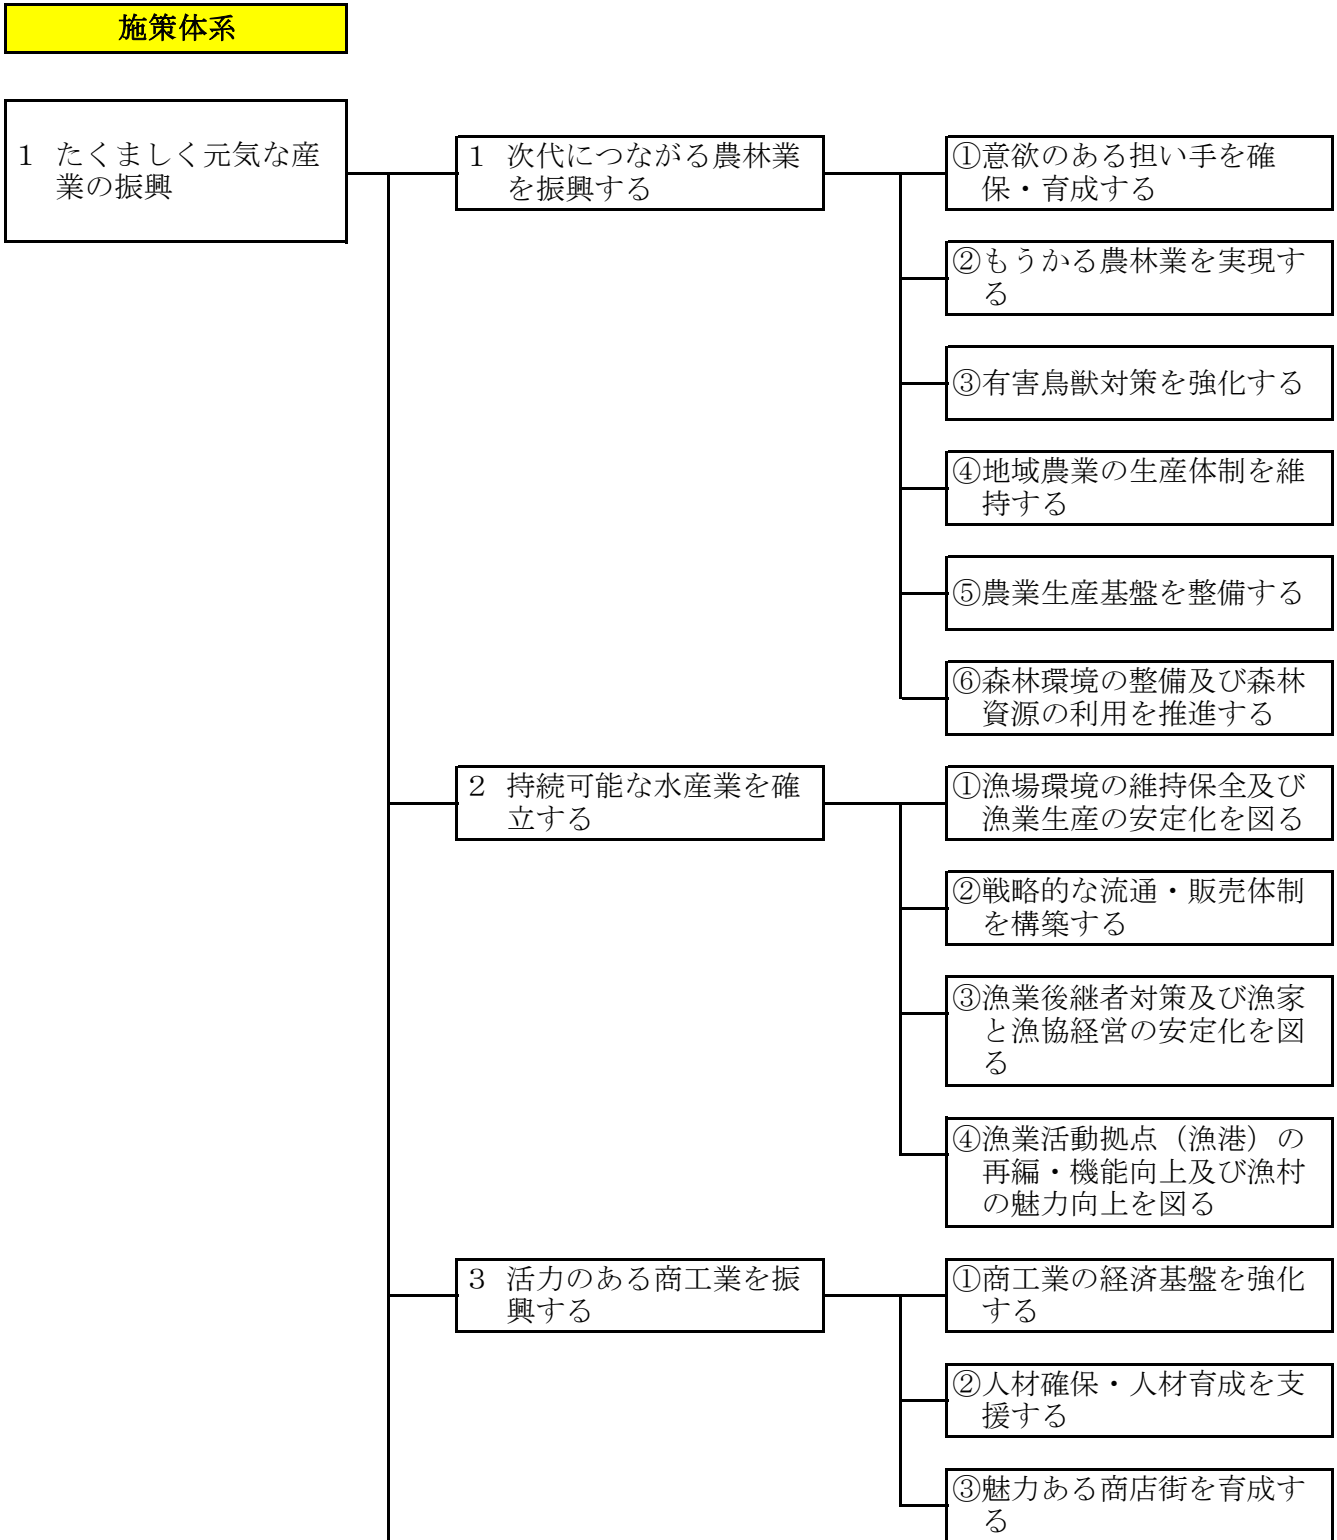 施策体系
１ たくましく元気な産
業の振興
１ 次代につながる農林業
を振興する
①意欲のある担い手を確
保・育成する
②もうかる農林業を実現す
る
③有害鳥獣対策を強化する
④地域農業の生産体制を維
持する
⑤農業生産基盤を整備する
⑥森林環境の整備及び森林
資源の利用を推進する
２ 持続可能な水産業を確
立する
①漁場環境の維持保全及び
漁業生産の安定化を図る
②戦略的な流通・販売体制
を構築する
③漁業後継者対策及び漁家
と漁協経営の安定化を図
る
④漁業活動拠点（漁港）の
再編・機能向上及び漁村
の魅力向上を図る
３ 活力のある商工業を振
興する
①商工業の経済基盤を強化
する
②人材確保・人材育成を支
援する
③魅力ある商店街を育成す
る